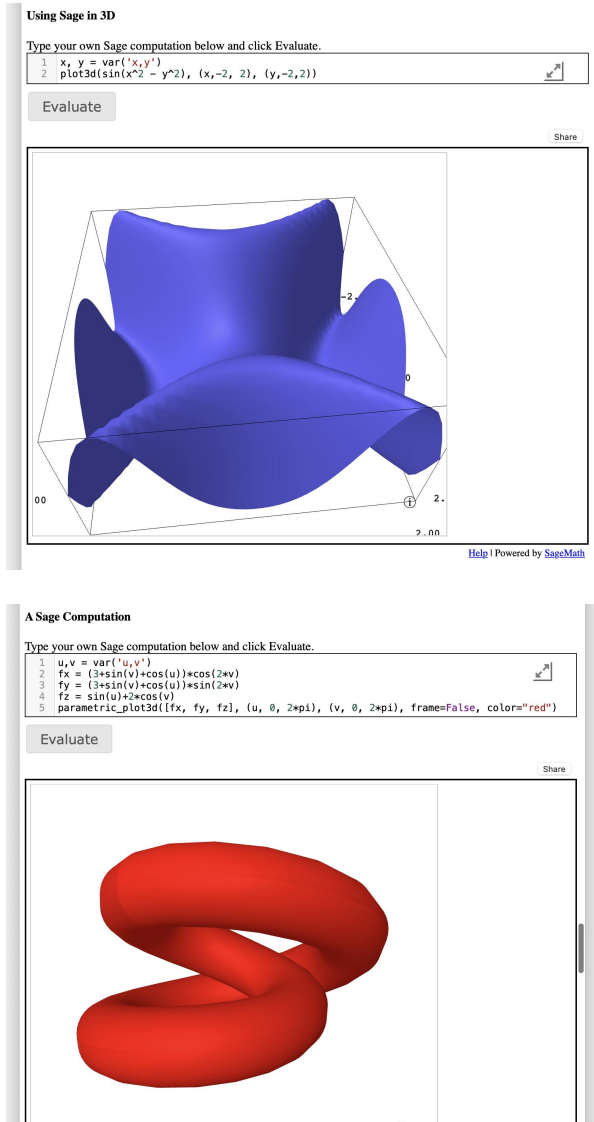 Using Sage in 3D
Type your own Sage computation below and click Evaluate.
1 x, y = var('x,y')
2 plot3d(sin(x^2 - y^2), (x,-2, 2), (y,-2,2))
Evaluate
Share
-2.
0
00
2.
2.00
Help | Powered by SageMath
A Sage Computation
Type your own Sage computation below and click Evaluate.
1 u,v = var('u,v')
2 fx = (3+sin(v)+cos(u))*cos(2*v)
3 fy = (3+sin(v)+cos(u))*sin(2*v)
4 fz = sin(u)+2*cos(v)
5 parametric_plot3d([fx, fy, fz], (u, 0, 2*pi), (v, 0, 2*pi), frame=False, color="red")
Evaluate
Share